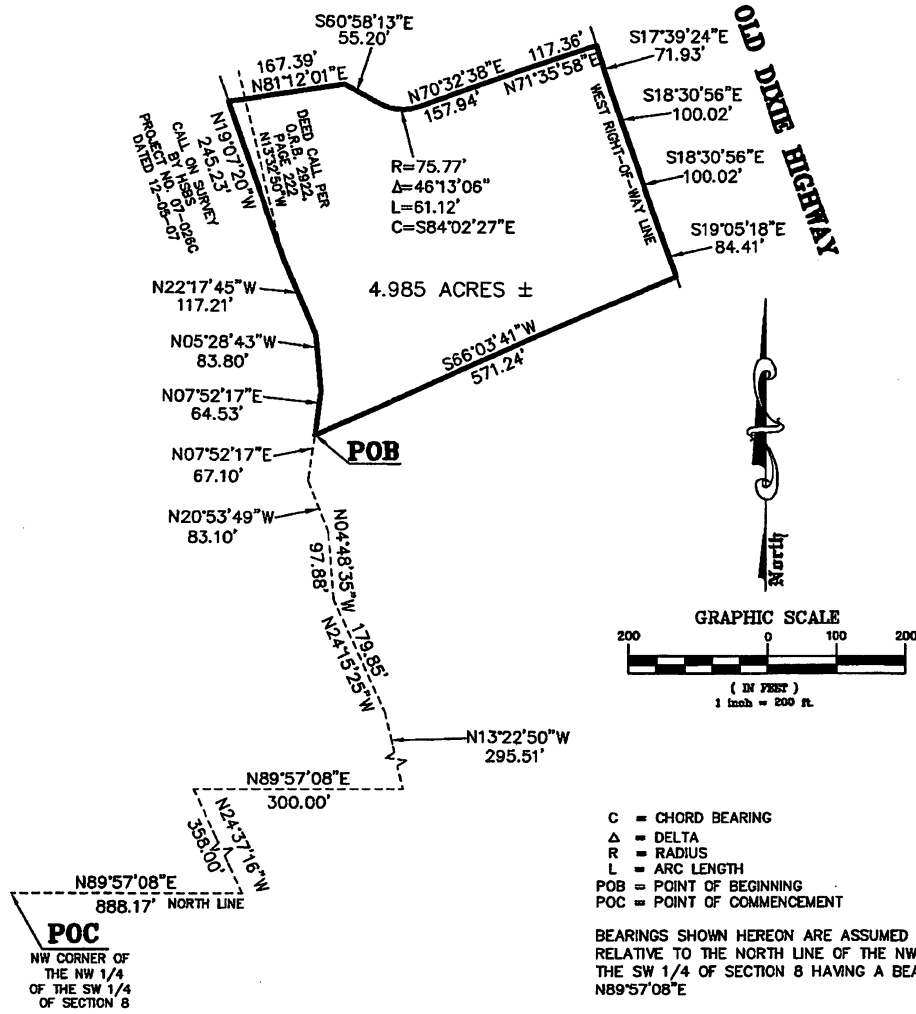 S60°58'13"E
55.20'
167.39'
N81°12'01"E
117.36'
N70°32'38"E
N71°35'58"E
157.94'
S17°39'24"E
71.93'
S18°30'56"E
100.02'
S18°30'56"E
100.02'
S19°05'18"E
84.41'
OLD DIXIE HIGHWAY
WEST RIGHT-OF-WAY LINE
N19°07'20"W
245.23'
CALL ON SURVEY
BY HSBS
PROJECT NO. 07-026C
DATED 12-05-07
DEED CALL PER
O.R.B. 2922,
PAGE 222
N13°32'50"W
R=75.77'
Δ=46°13'06"
L=61.12'
C=S84°02'27"E
4.985 ACRES ±
N22°17'45"W
117.21'
N05°28'43"W
83.80'
N07°52'17"E
64.53'
S66°03'41"W
571.24'
POB
N07°52'17"E
67.10'
N20°53'49"W
83.10'
N04°48'35"W
97.88'
179.85'
N24°15'25"W
N13°22'50"W
295.51'
N89°57'08"E
300.00'
N24°37'16"W
358.00'
N89°57'08"E
888.17' NORTH LINE
POC
NW CORNER OF
THE NW 1/4
OF THE SW 1/4
OF SECTION 8
North
GRAPHIC SCALE
200 0 100 200
( IN FEET )
1 inch = 200 ft.
C = CHORD BEARING
Δ = DELTA
R = RADIUS
L = ARC LENGTH
POB = POINT OF BEGINNING
POC = POINT OF COMMENCEMENT
BEARINGS SHOWN HEREON ARE ASSUMED
RELATIVE TO THE NORTH LINE OF THE NW
THE SW 1/4 OF SECTION 8 HAVING A BEA
N89°57'08"E